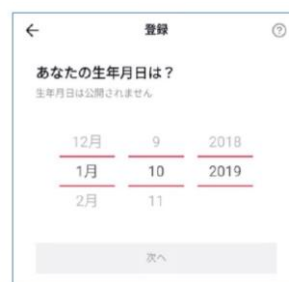 登録
あなたの生年月日は？
生年月日は公開されません
12月 9 2018
1月 10 2019
2月 11
次へ